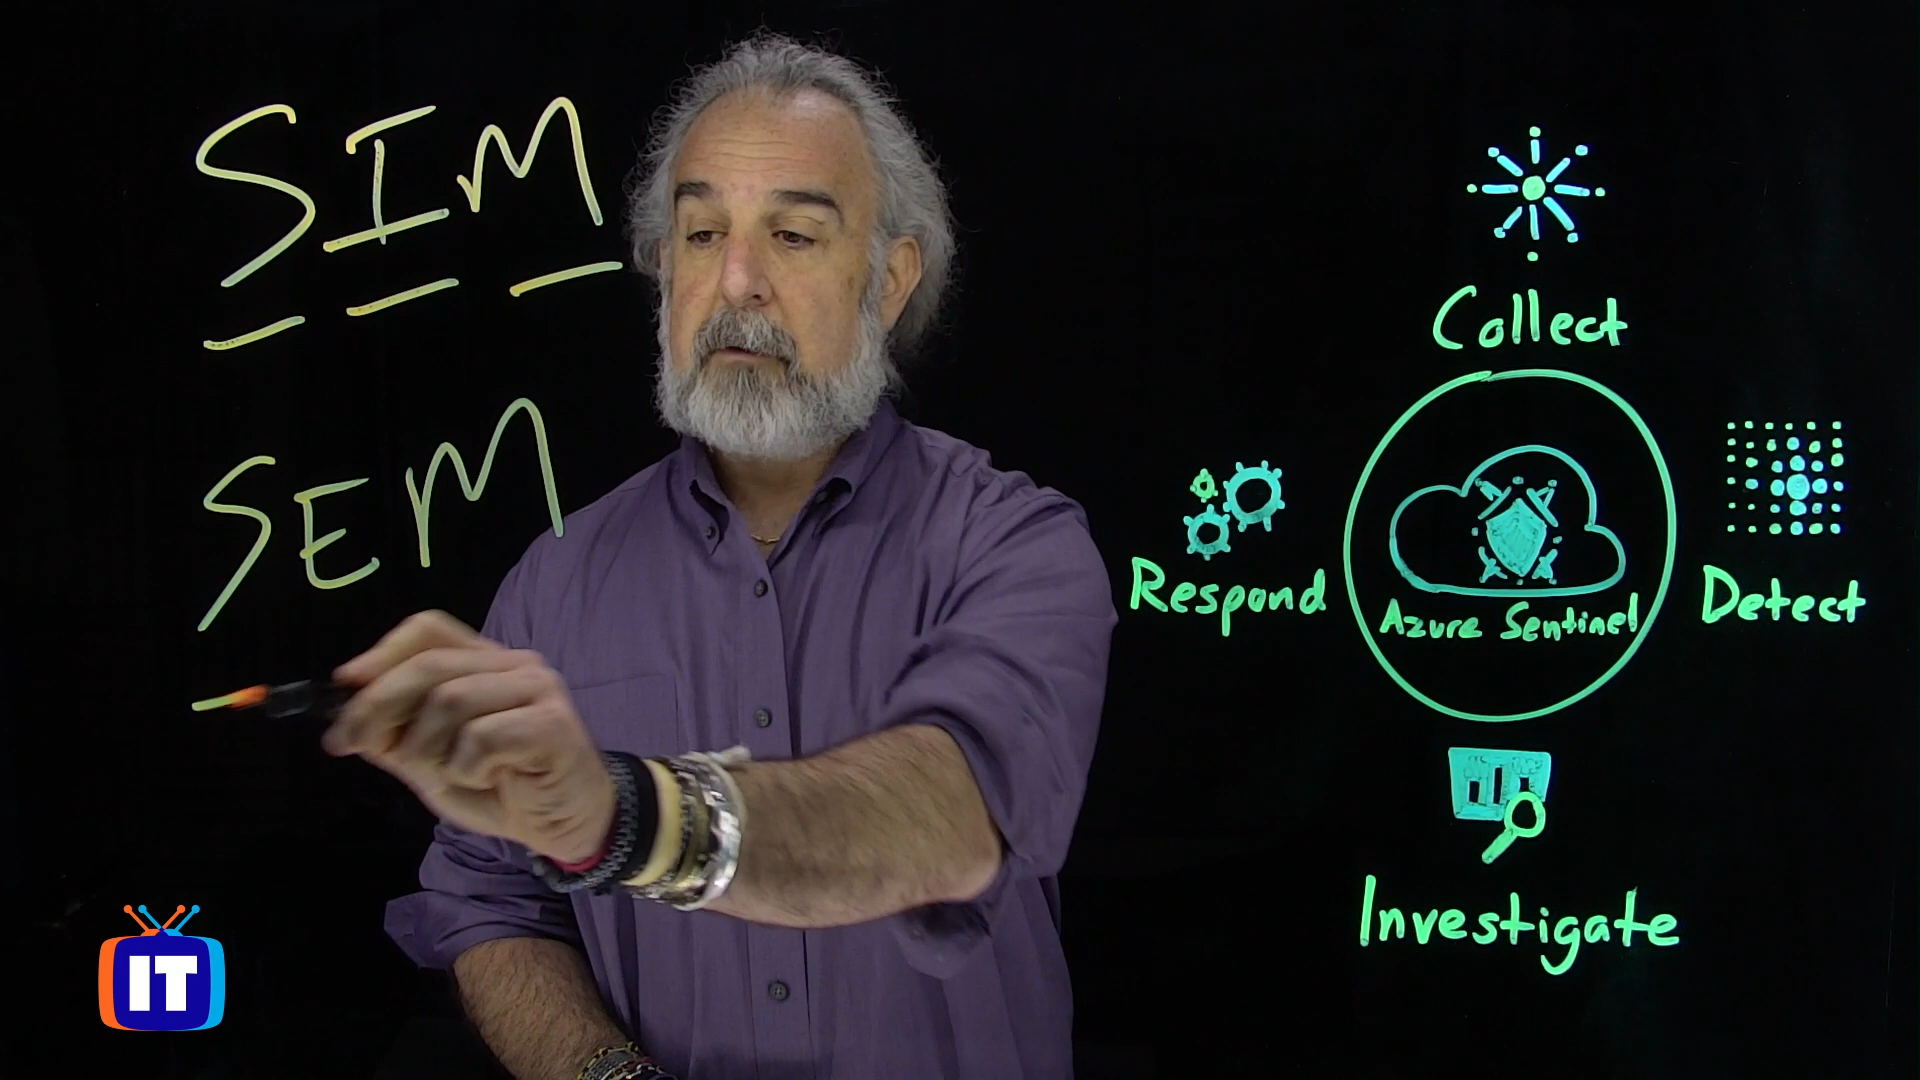 SIM
SEM
Collect
Respond
Azure Sentinel
Detect
Investigate
IT